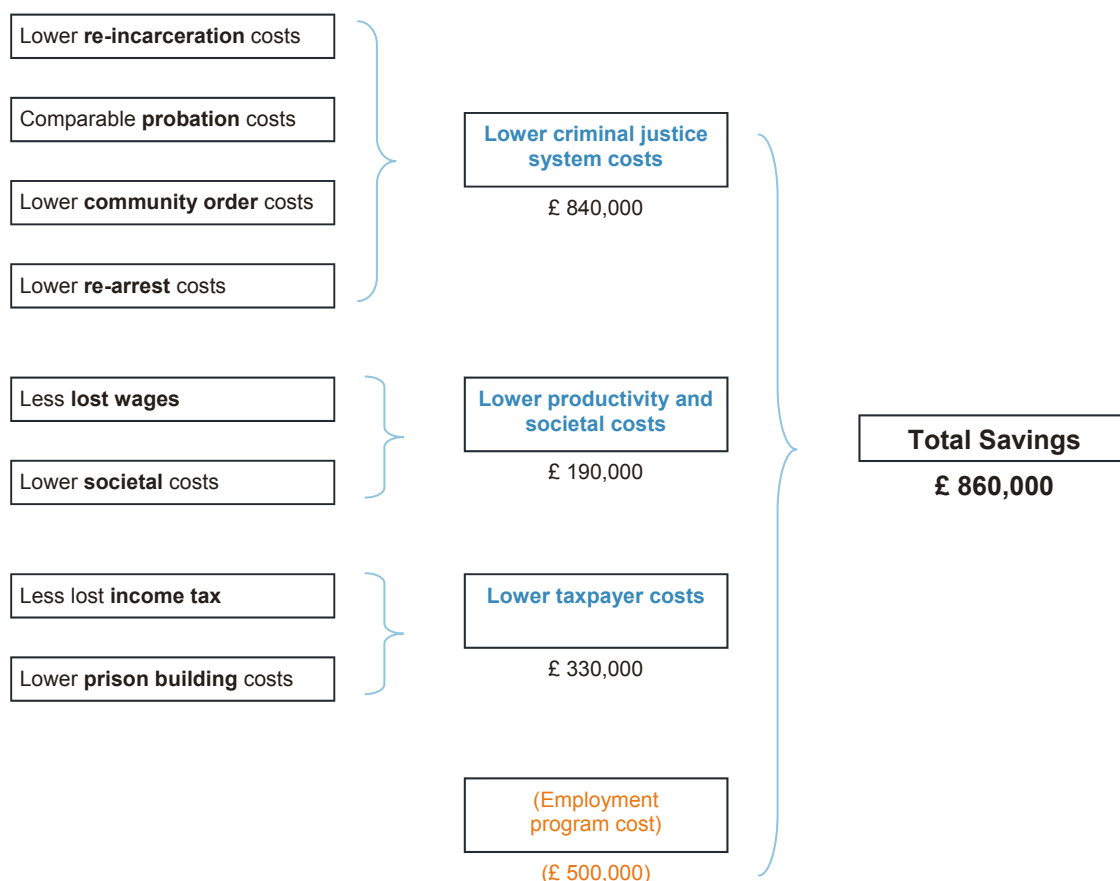 Lower re-incarceration costs
Comparable probation costs
Lower community order costs
Lower re-arrest costs
Lower criminal justice
system costs
£ 840,000
Less lost wages
Lower societal costs
Lower productivity and
societal costs
£ 190,000
Less lost income tax
Lower prison building costs
Lower taxpayer costs
£ 330,000
(Employment
program cost)
(£ 500,000)
Total Savings
£ 860,000